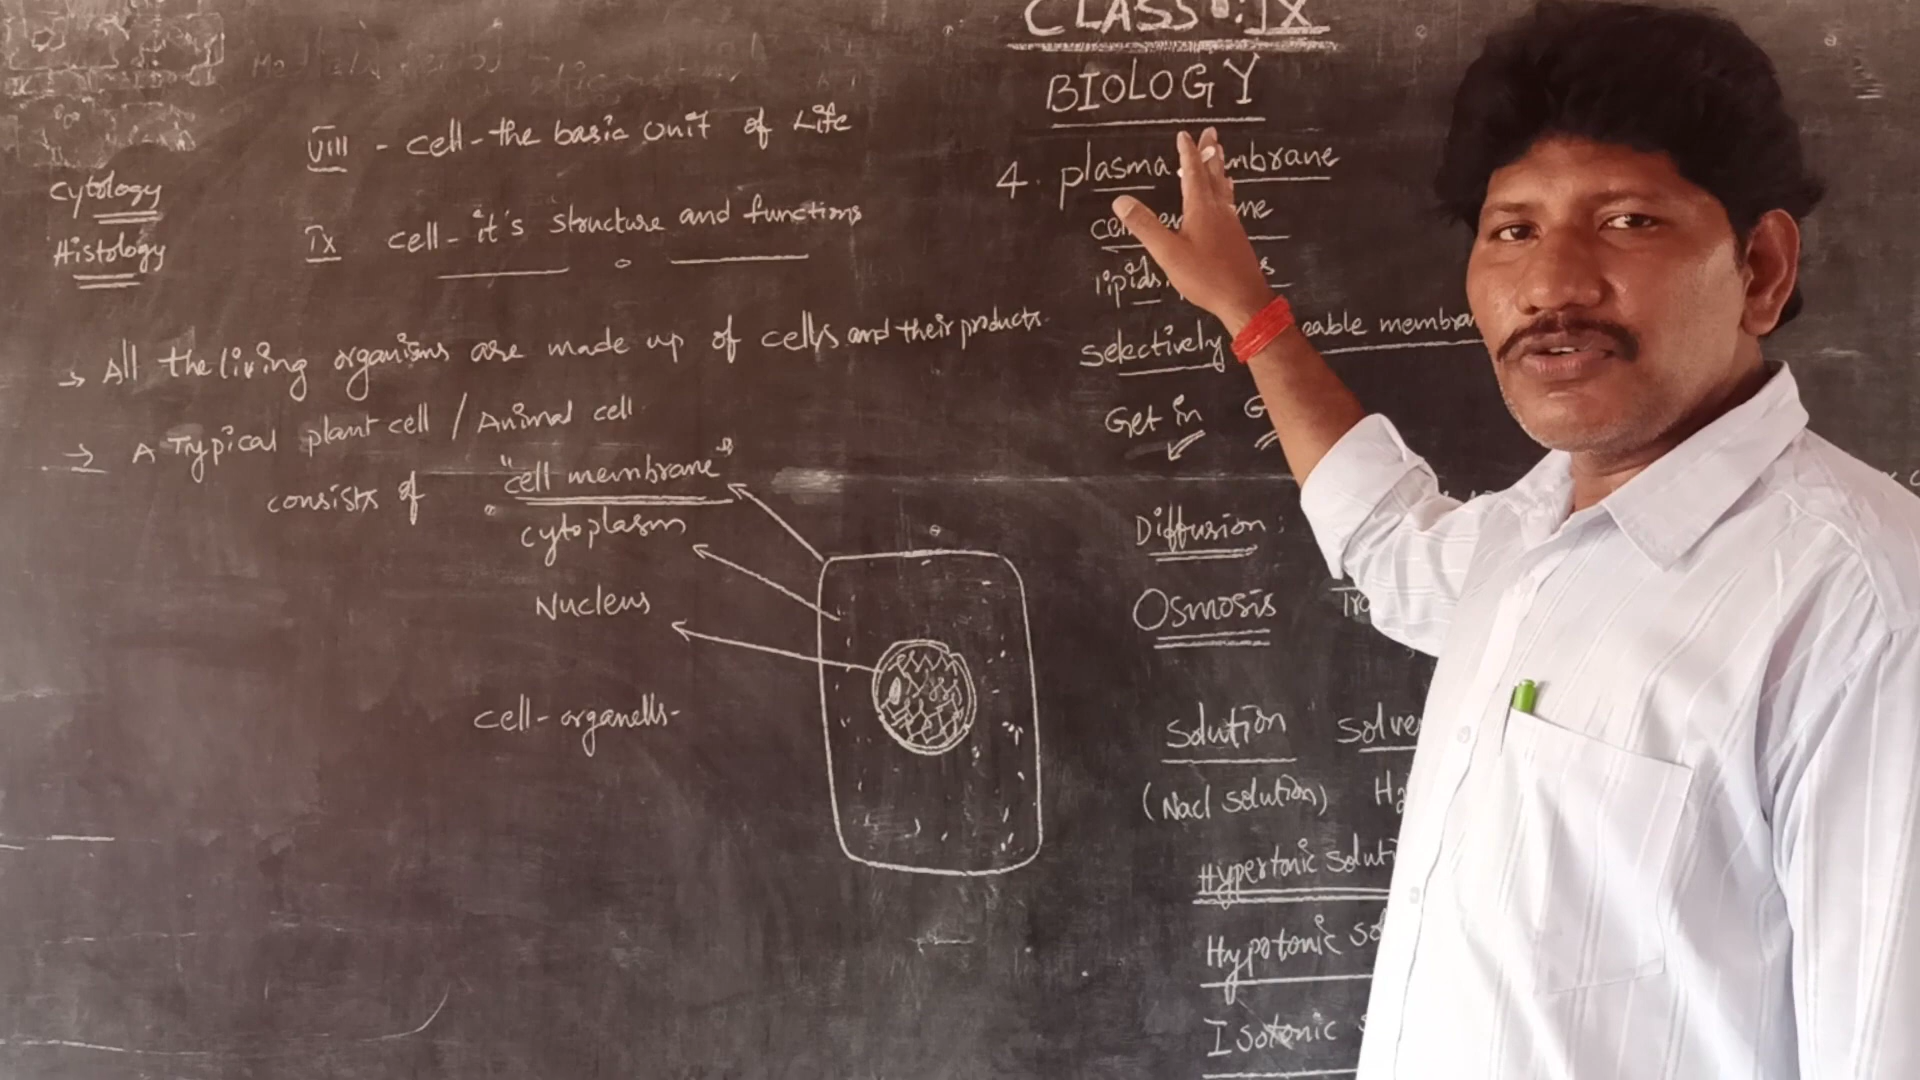 CLASS: IX
BIOLOGY
VIII - cell - the basic unit of Life
Cytology
Histology
IX cell - it's structure and functions
→ All the living organisms are made up of cells and their products.
→ A Typical plant cell / Animal cell
consists of "cell membrane"
cytoplasm
Nucleus
cell-organells-
4. plasma
lipids
selectively
Get in
Diffusion:
Osmosis
Solution
(Nacl solution)
Hypertonic
Hypotonic
Isotonic